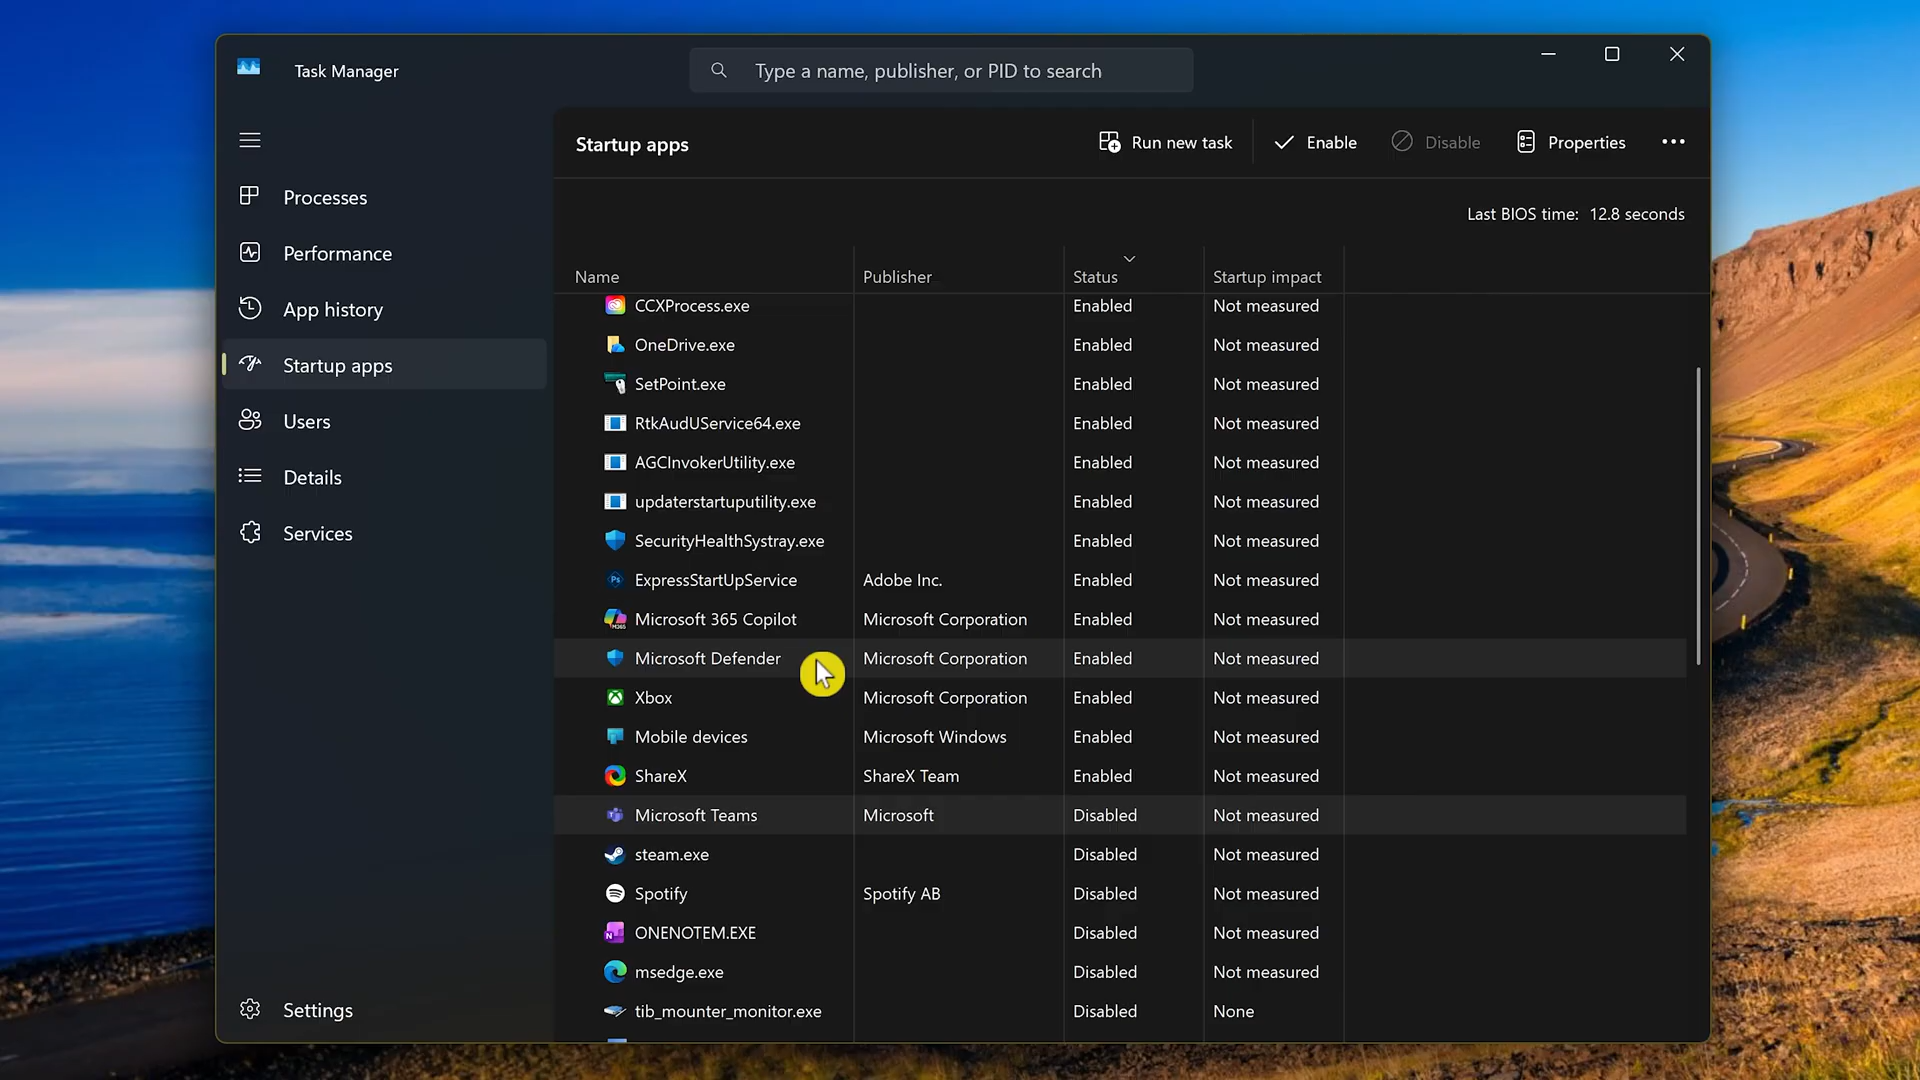 Task Manager
Type a name, publisher, or PID to search
Startup apps
Run new task
Enable
Disable
Properties
Last BIOS time: 12.8 seconds
Processes
Performance
App history
Startup apps
Users
Details
Services
Settings
Name Publisher Status Startup impact
CCXProcess.exe Enabled Not measured
OneDrive.exe Enabled Not measured
SetPoint.exe Enabled Not measured
RtkAudUService64.exe Enabled Not measured
AGCInvokerUtility.exe Enabled Not measured
updaterstartuputility.exe Enabled Not measured
SecurityHealthSystray.exe Enabled Not measured
Ps ExpressStartUpService Adobe Inc. Enabled Not measured
M365 Microsoft 365 Copilot Microsoft Corporation Enabled Not measured
Microsoft Defender Microsoft Corporation Enabled Not measured
Xbox Microsoft Corporation Enabled Not measured
Mobile devices Microsoft Windows Enabled Not measured
ShareX ShareX Team Enabled Not measured
Microsoft Teams Microsoft Disabled Not measured
steam.exe Disabled Not measured
Spotify Spotify AB Disabled Not measured
N ONENOTEM.EXE Disabled Not measured
msedge.exe Disabled Not measured
tib_mounter_monitor.exe Disabled None